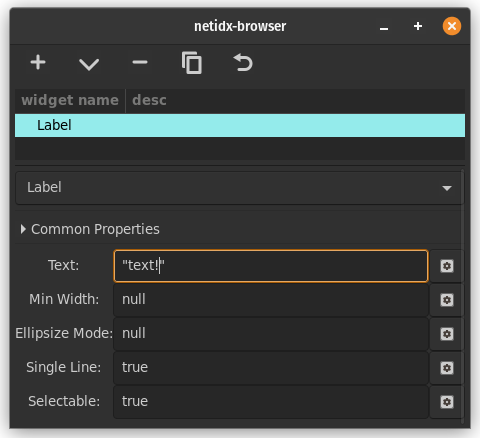 netidx-browser
widget name desc
Label
Label
Common Properties
Text: "text!"
Min Width: null
Ellipsize Mode: null
Single Line: true
Selectable: true